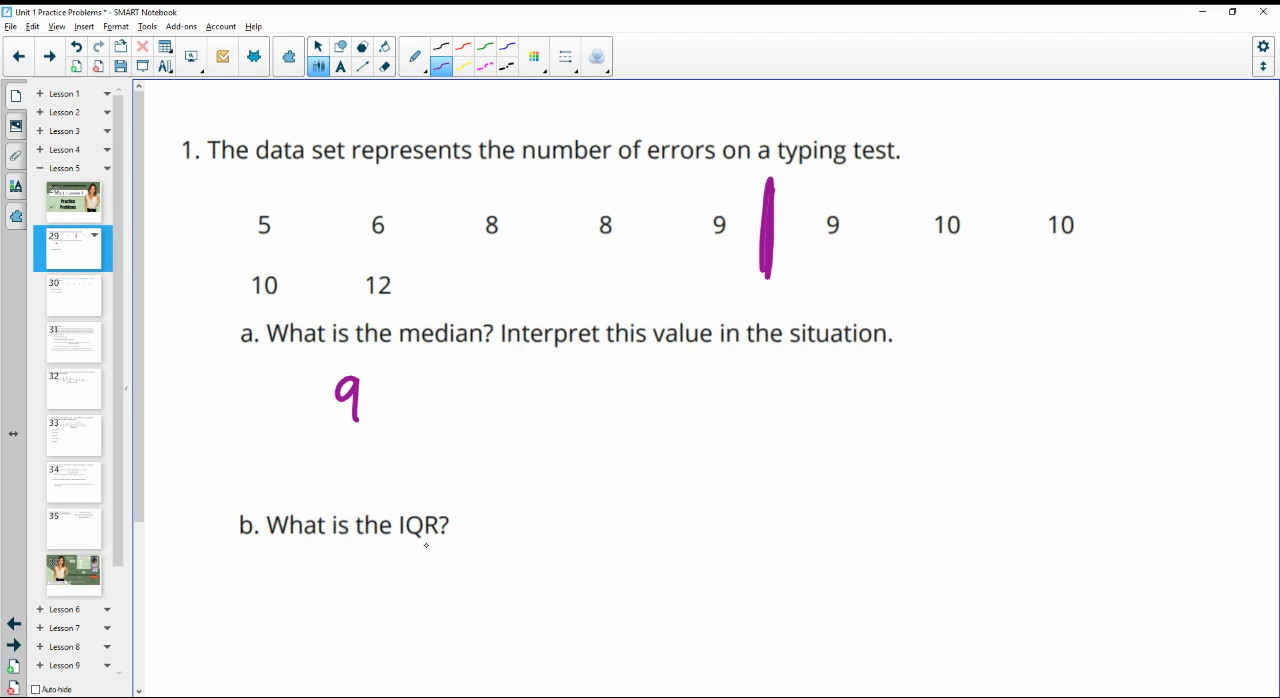 Unit 1 Practice Problems * - SMART Notebook
File Edit View Insert Format Tools Add-ons Account Help
Lesson 1
Lesson 2
Lesson 3
Lesson 4
Lesson 5
29
30
31
32
33
34
35
Lesson 6
Lesson 7
Lesson 8
Lesson 9
Auto-hide
1. The data set represents the number of errors on a typing test.
5 6 8 8 9 9 10 10
10 12
a. What is the median? Interpret this value in the situation.
9
b. What is the IQR?